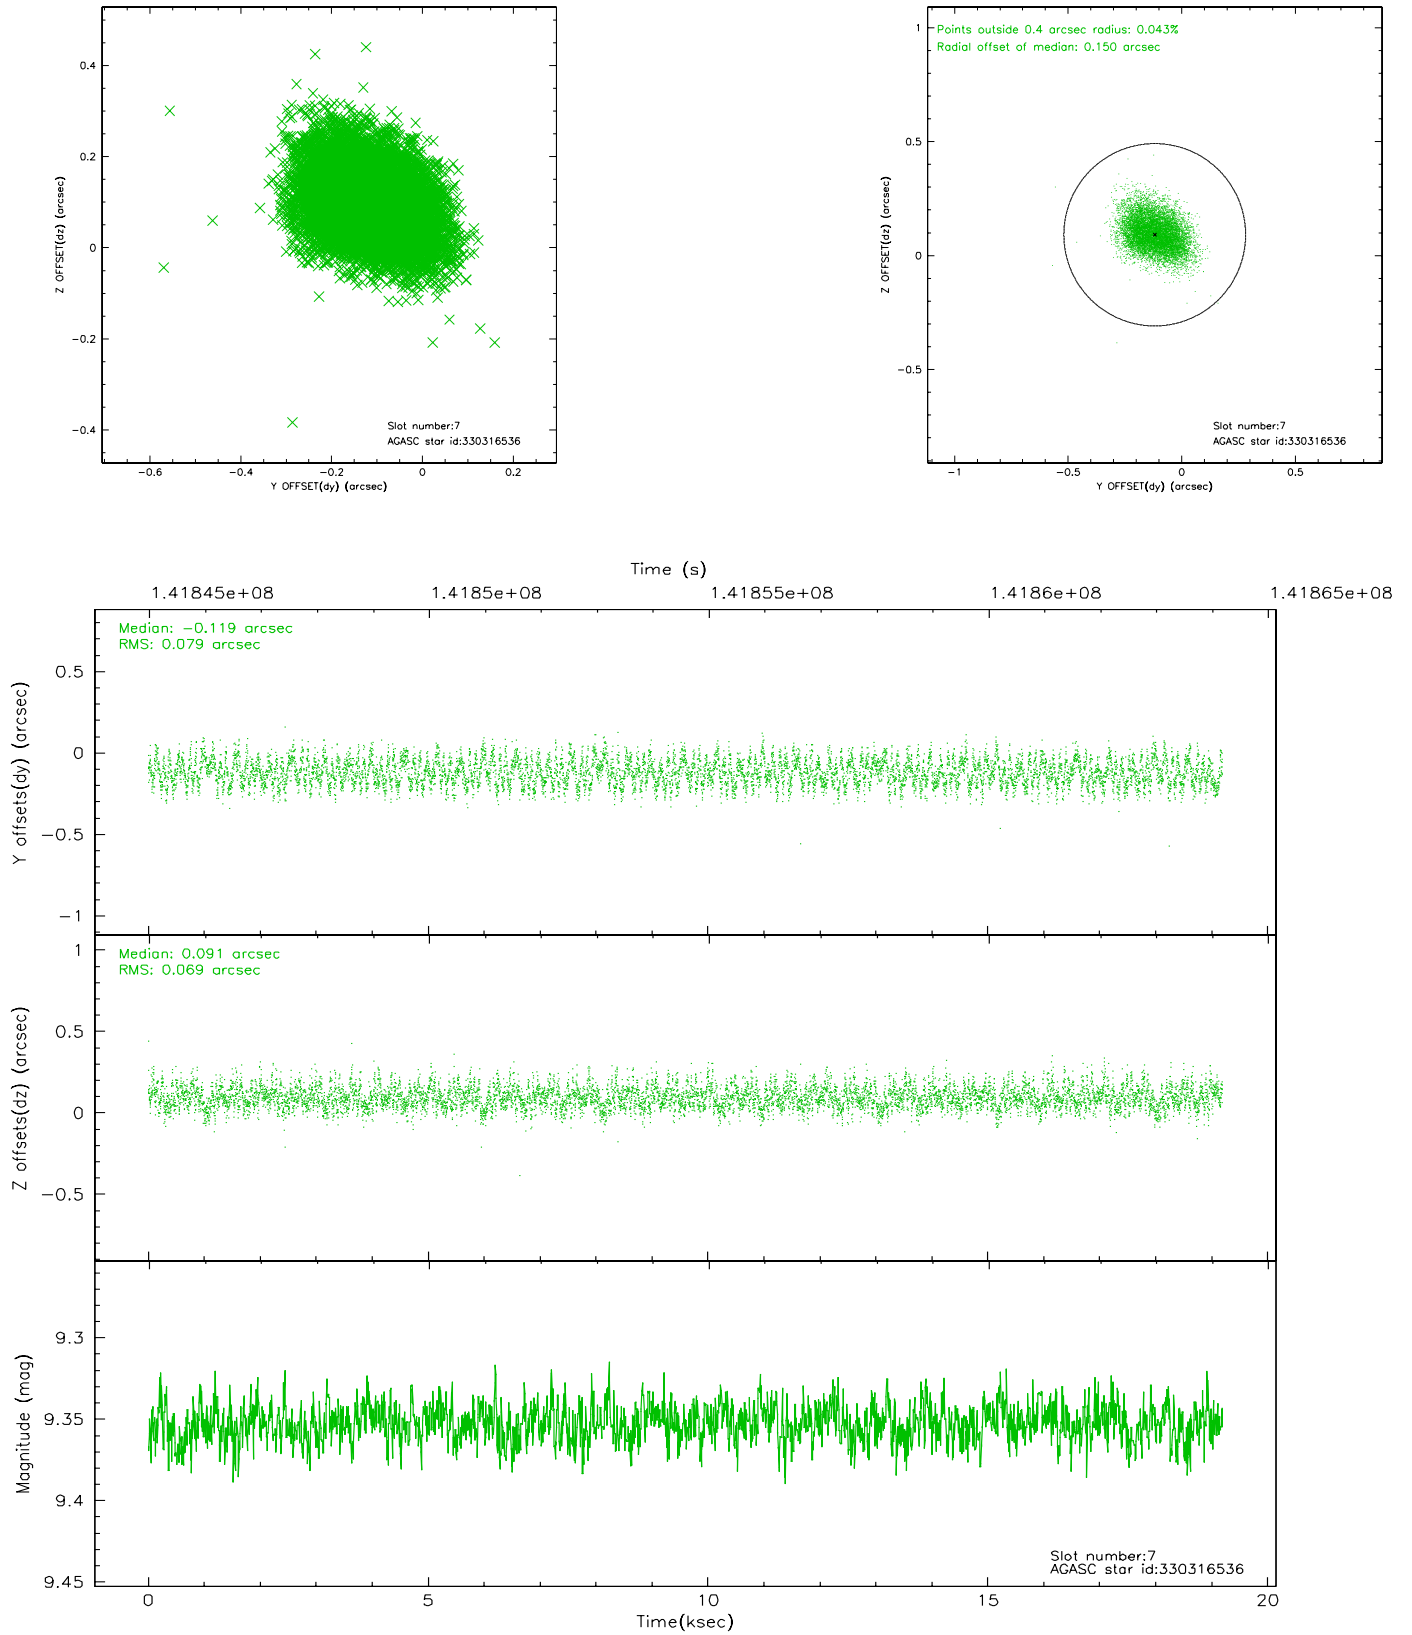 0.4
0.2
0
−0.2
−0.4
Z OFFSET(dz) (arcsec)
Slot number:7
AGASC star id:330316536
−0.6 −0.4 −0.2 0 0.2
Y OFFSET(dy) (arcsec)
Points outside 0.4 arcsec radius: 0.043%
Radial offset of median: 0.150 arcsec
1
0.5
0
−0.5
Z OFFSET(dz) (arcsec)
Slot number:7
AGASC star id:330316536
−1 −0.5 0 0.5
Y OFFSET(dy) (arcsec)
Time (s)
1.41845e+08 1.4185e+08 1.41855e+08 1.4186e+08 1.41865e+08
Median: −0.119 arcsec
RMS: 0.079 arcsec
0.5
0
−0.5
−1
Y offsets(dy) (arcsec)
Median: 0.091 arcsec
RMS: 0.069 arcsec
1
0.5
0
−0.5
Z offsets(dz) (arcsec)
9.3
9.35
9.4
9.45
Magnitude (mag)
Slot number:7
AGASC star id:330316536
0 5 10 15 20
Time(ksec)